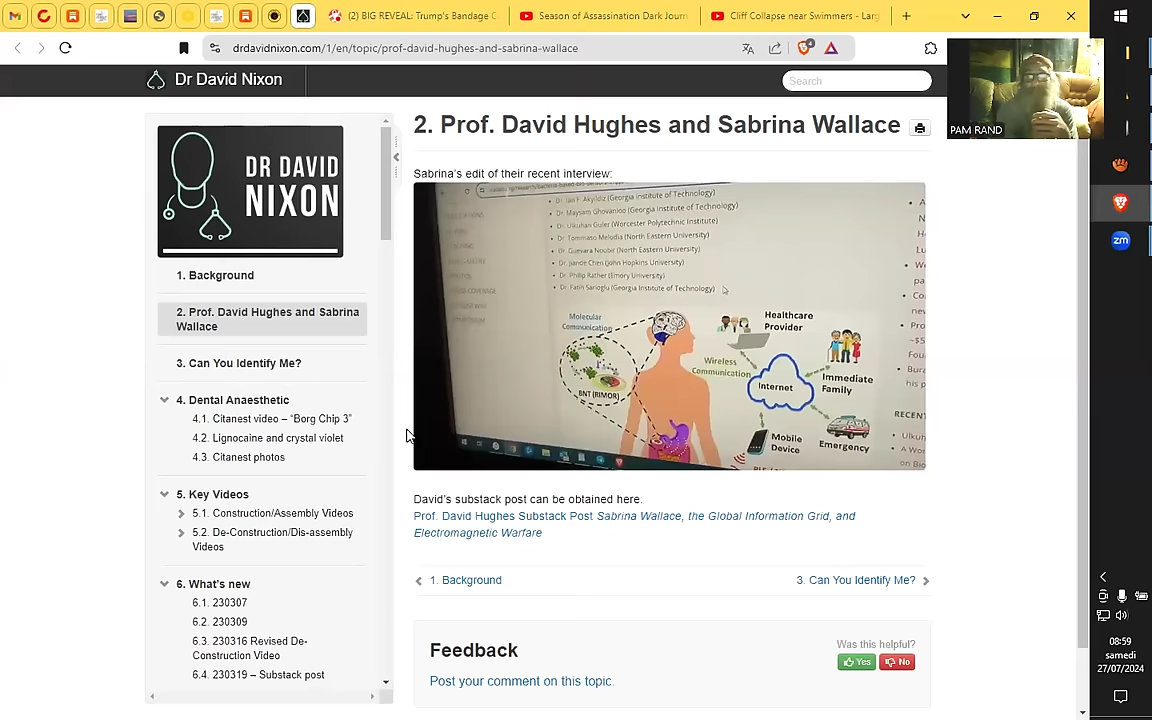 (2) BIG REVEAL: Trump's Bandage C
Season of Assassination Dark Journ
Cliff Collapse near Swimmers - Larg
drdavidnixon.com/1/en/topic/prof-david-hughes-and-sabrina-wallace
4
Dr David Nixon
Search
PAM RAND
DR DAVID
NIXON
1. Background
2. Prof. David Hughes and Sabrina
Wallace
3. Can You Identify Me?
4. Dental Anaesthetic
4.1. Citanest video – “Borg Chip 3”
4.2. Lignocaine and crystal violet
4.3. Citanest photos
5. Key Videos
5.1. Construction/Assembly Videos
5.2. De-Construction/Dis-assembly
Videos
6. What's new
6.1. 230307
6.2. 230309
6.3. 230316 Revised De-
Construction Video
6.4. 230319 – Substack post
2. Prof. David Hughes and Sabrina Wallace
Sabrina's edit of their recent interview:
Dr. Ian F. Akyildiz (Georgia Institute of Technology)
Dr. Maysam Ghovanloo (Georgia Institute of Technology)
Dr. Ulkuhan Guler (Worcester Polytechnic Institute)
Dr. Tommaso Melodia (North Eastern University)
Dr. Guevara Noubir (North Eastern University)
Dr. Jiande Chen (John Hopkins University)
Dr. Philip Rather (Emory University)
Dr. Fatih Sarioglu (Georgia Institute of Technology)
Molecular
Communication
BNT (RIMOR)
Healthcare
Provider
Wireless
Communication
Internet
Immediate
Family
Mobile
Device
Emergency
RECENT
David's substack post can be obtained here:
Prof. David Hughes Substack Post Sabrina Wallace, the Global Information Grid, and
Electromagnetic Warfare
1. Background
3. Can You Identify Me?
Feedback
Was this helpful?
Yes
No
Post your comment on this topic.
zm
08:59
samedi
27/07/2024